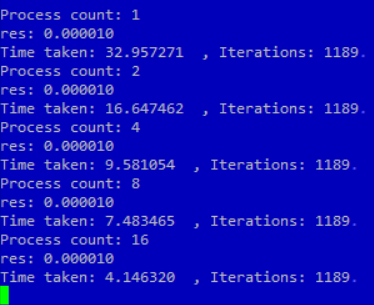 Process count: 1
res: 0.000010
Time taken: 32.957271  , Iterations: 1189.
Process count: 2
res: 0.000010
Time taken: 16.647462  , Iterations: 1189.
Process count: 4
res: 0.000010
Time taken: 9.581054  , Iterations: 1189.
Process count: 8
res: 0.000010
Time taken: 7.483465  , Iterations: 1189.
Process count: 16
res: 0.000010
Time taken: 4.146320  , Iterations: 1189.